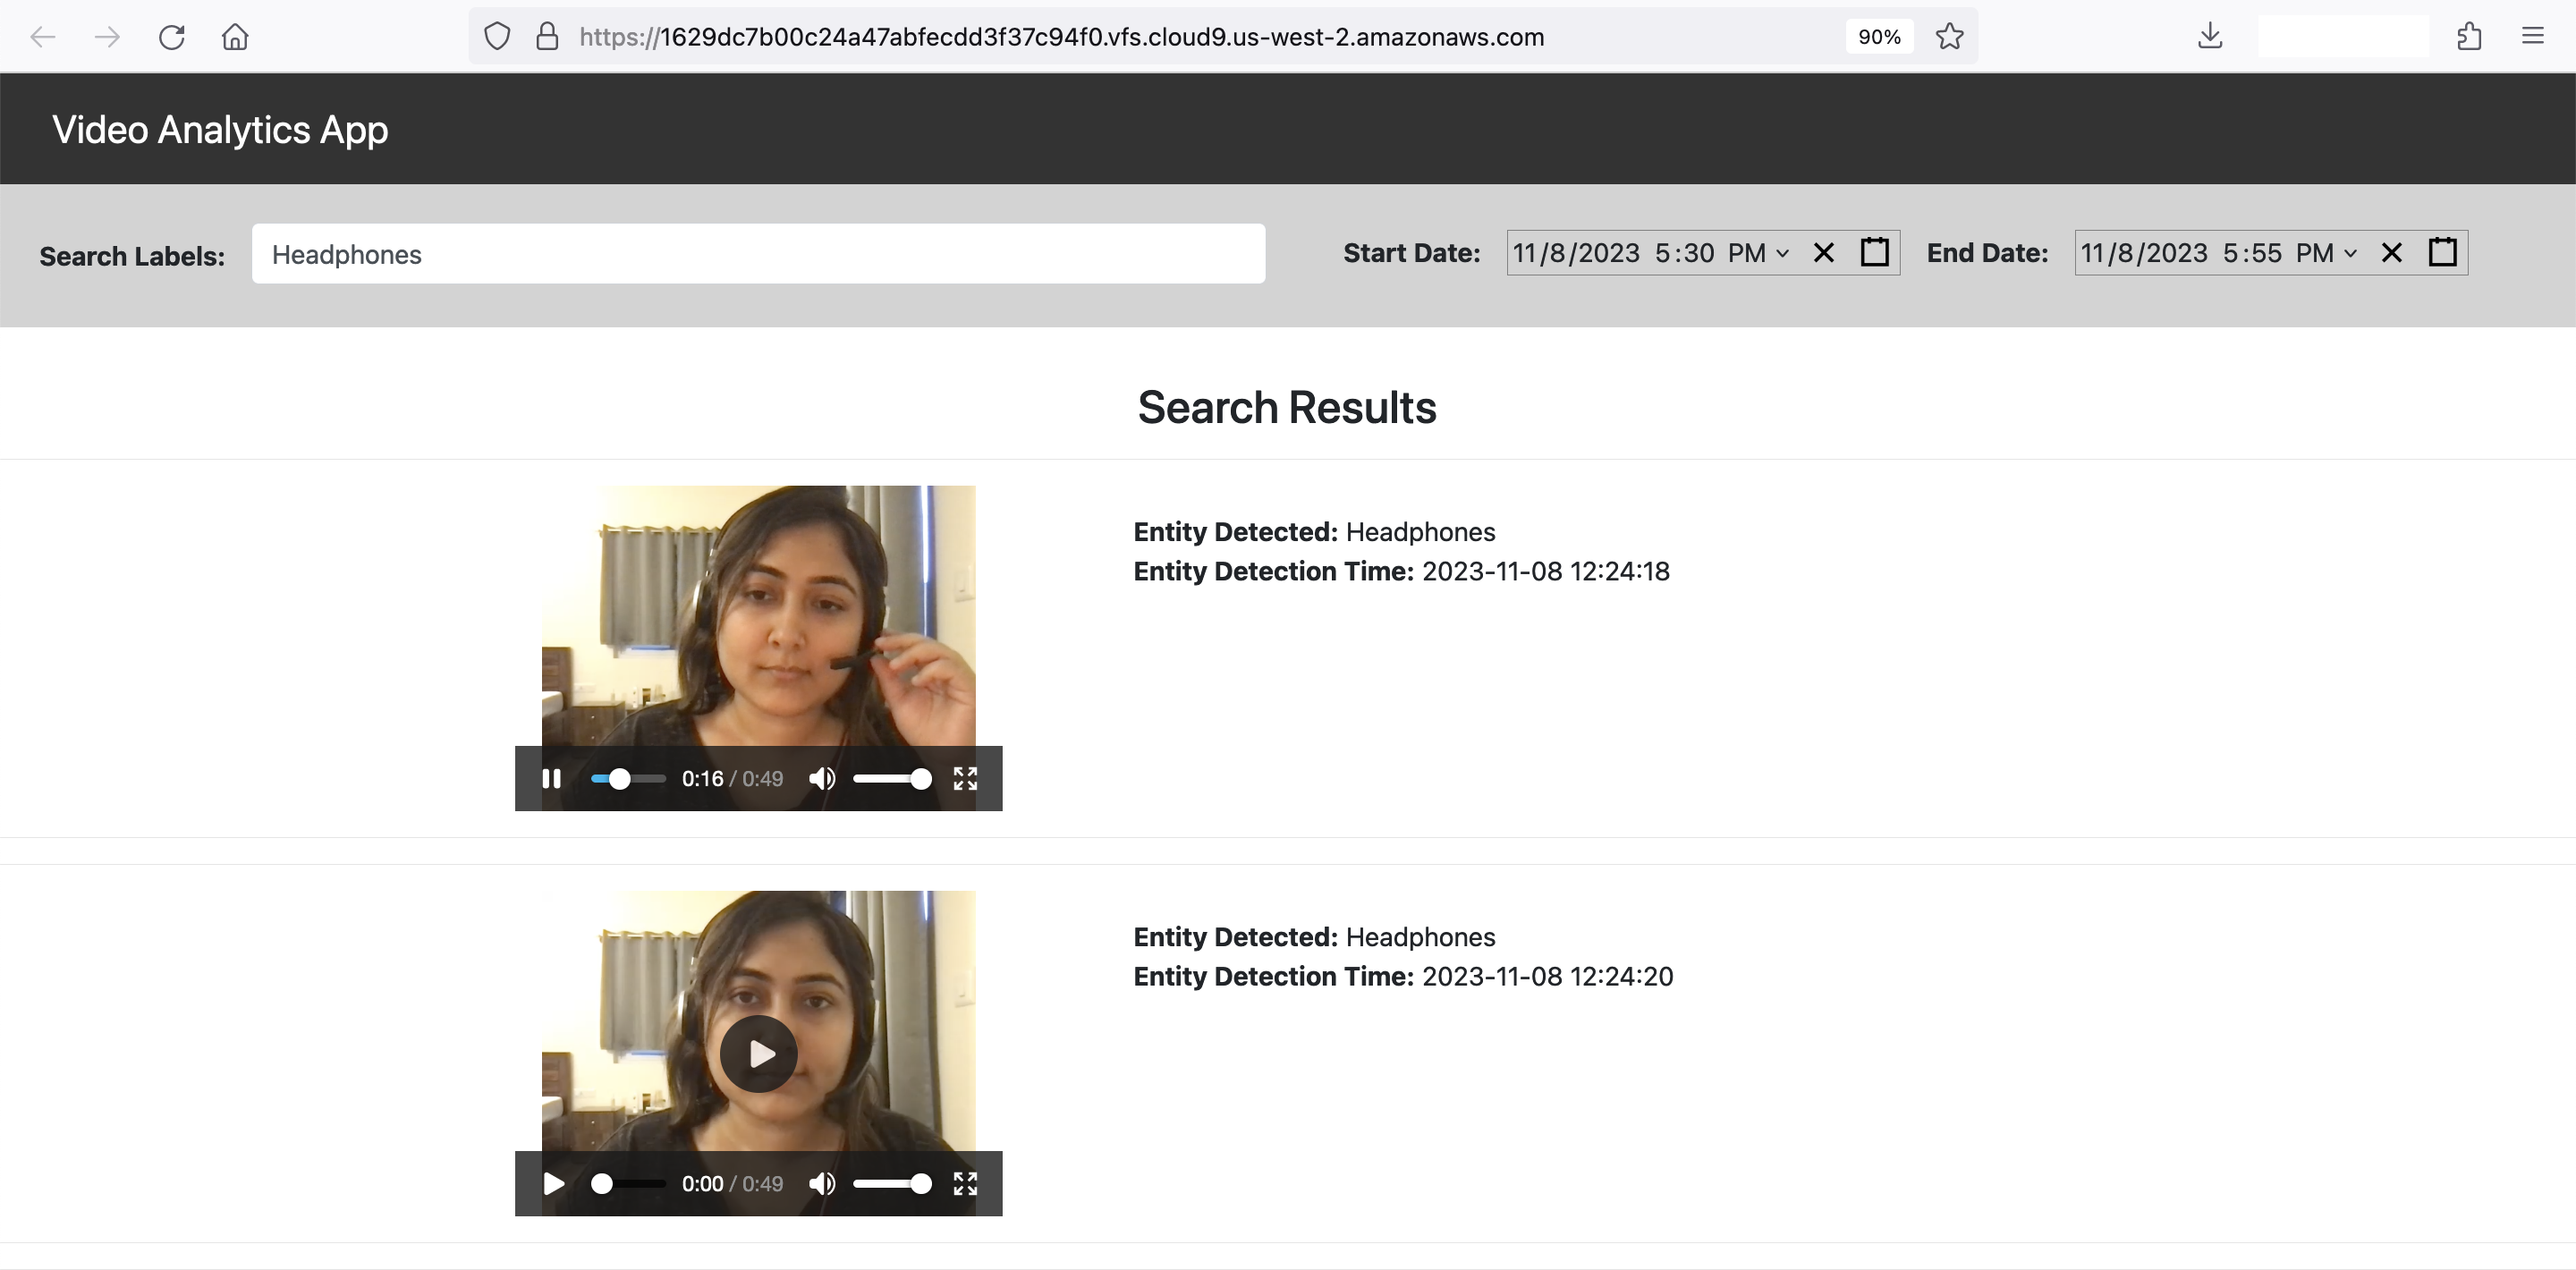 https://1629dc7b00c24a47abfecdd3f37c94f0.vfs.cloud9.us-west-2.amazonaws.com 90%
Video Analytics App
Search Labels: Headphones Start Date: 11/8/2023 5:30 PM End Date: 11/8/2023 5:55 PM
Search Results
Entity Detected: Headphones
Entity Detection Time: 2023-11-08 12:24:18
0:16 / 0:49
Entity Detected: Headphones
Entity Detection Time: 2023-11-08 12:24:20
0:00 / 0:49